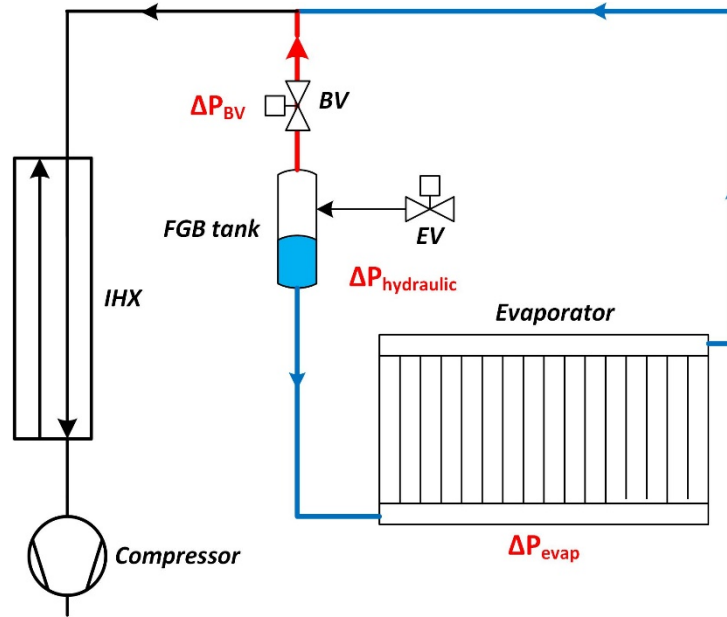 BV
ΔP_BV
FGB tank
EV
ΔP_hydraulic
IHX
Evaporator
Compressor
ΔP_evap